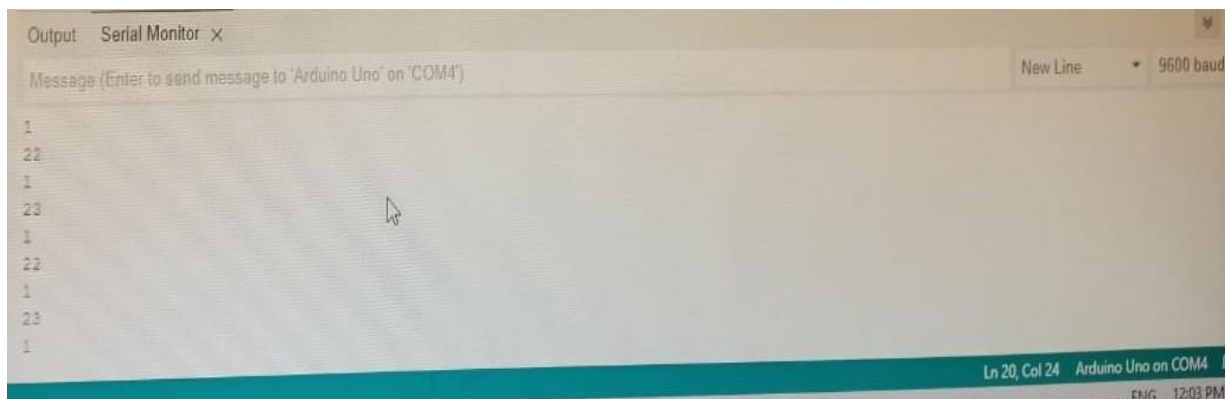 Output Serial Monitor ×
Message (Enter to send message to 'Arduino Uno' on 'COM4')
New Line 9600 baud
1
22
1
23
1
22
1
23
1
Ln 20, Col 24 Arduino Uno on COM4
ENG 12:03 PM